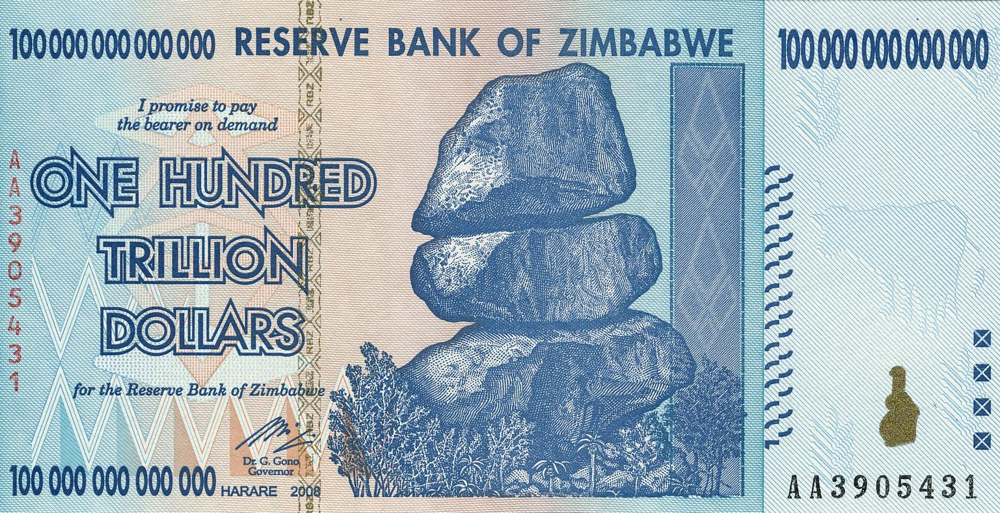 100 000 000 000 000 RESERVE BANK OF ZIMBABWE 100 000 000 000 000
I promise to pay
the bearer on demand
ONE HUNDRED
TRILLION
DOLLARS
for the Reserve Bank of Zimbabwe
Dr. G. Gono
Governor
100 000 000 000 000 HARARE 2008
AA3905431
AA3905431
RBZ